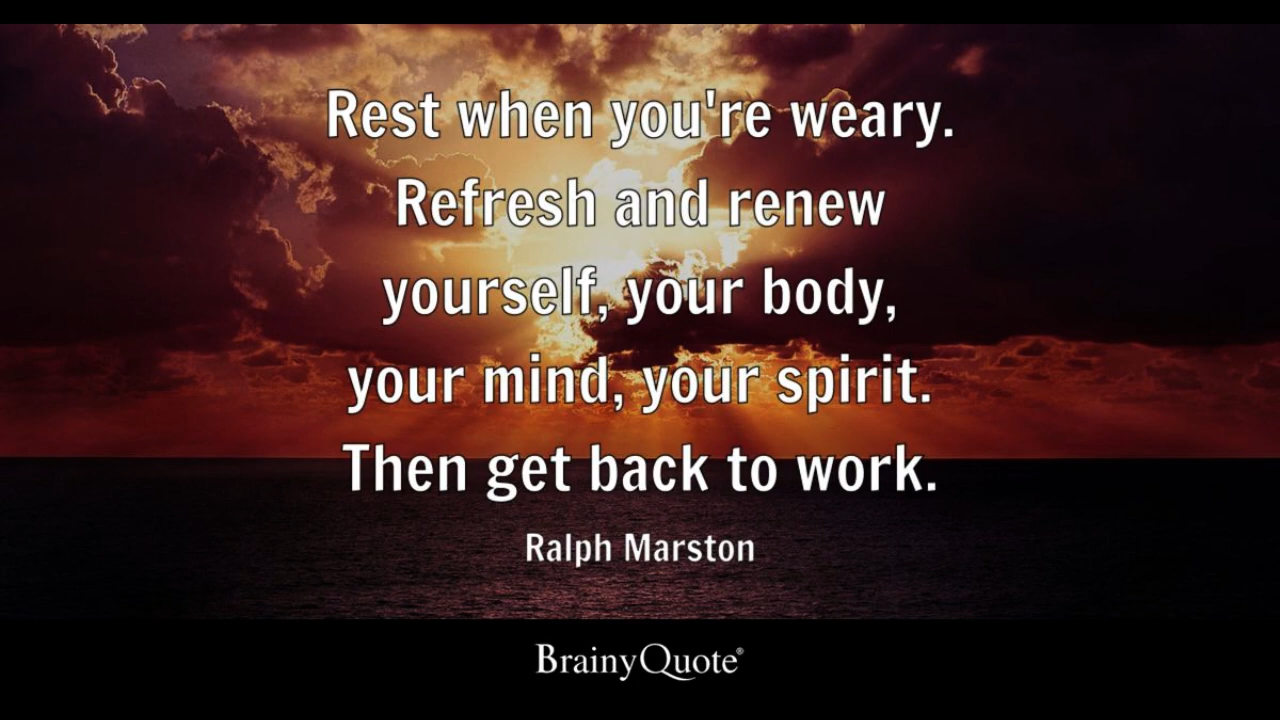 Rest when you're weary.
Refresh and renew
yourself, your body,
your mind, your spirit.
Then get back to work.
Ralph Marston
BrainyQuote®